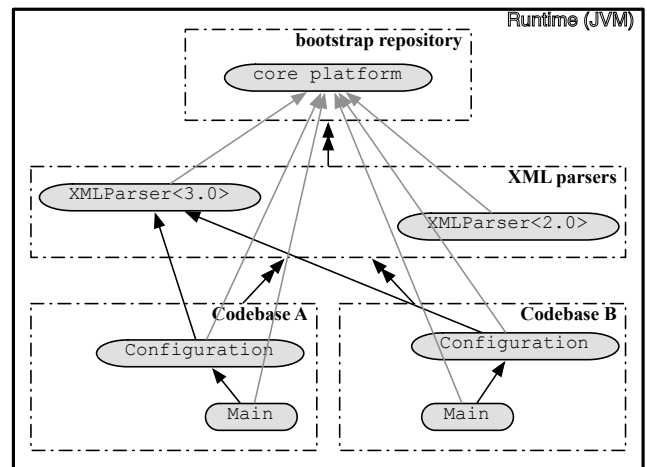 Runtime (JVM)
bootstrap repository
core platform
XML parsers
XMLParser<3.0>
XMLParser<2.0>
Codebase A
Configuration
Main
Codebase B
Configuration
Main